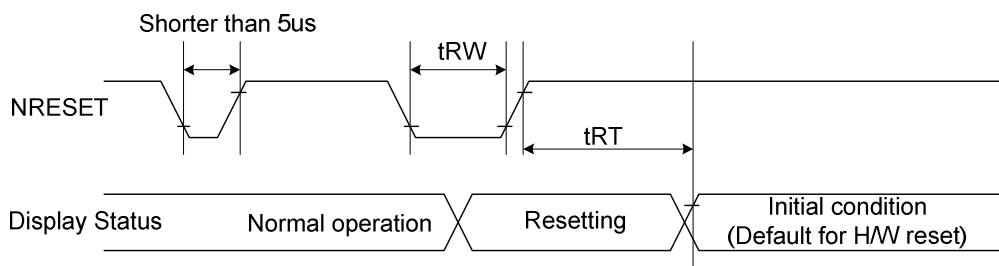 Shorter than 5us
tRW
NRESET
tRT
Display Status
Normal operation
Resetting
Initial condition
(Default for H/W reset)